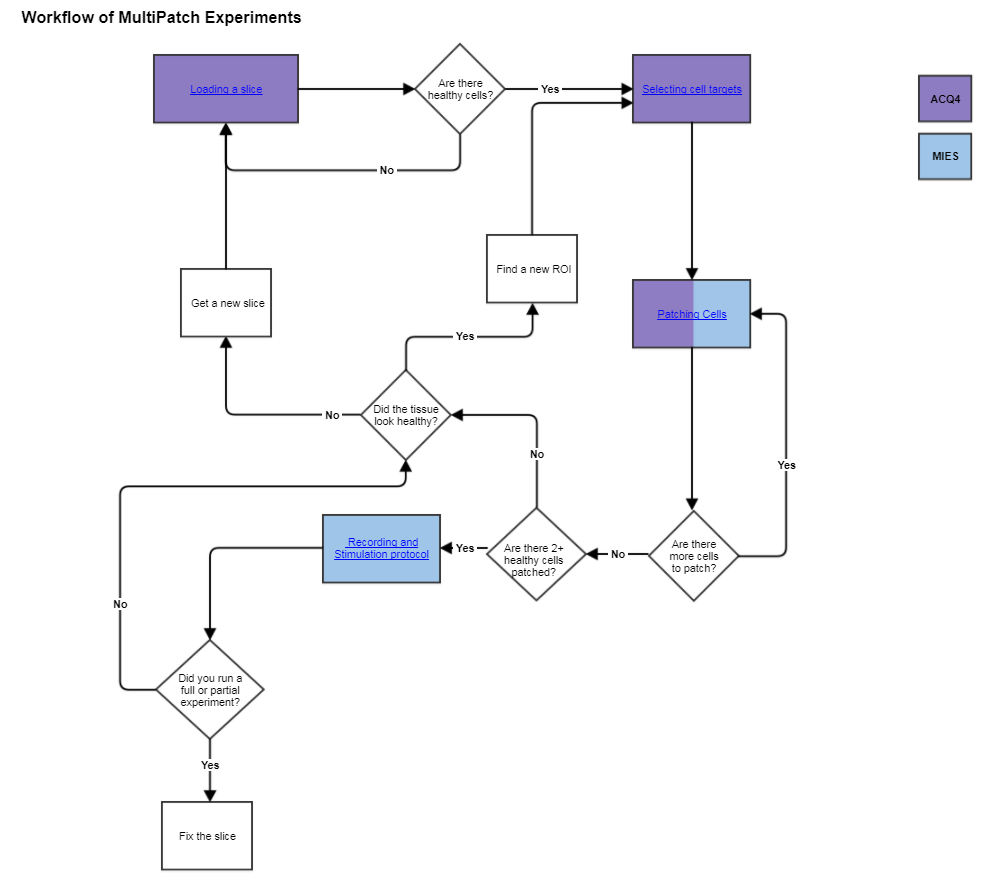 Workflow of MultiPatch Experiments
Loading a slice
Are there
healthy cells?
Yes
Selecting cell targets
ACQ4
MIES
No
Find a new ROI
Get a new slice
Patching Cells
Yes
Did the tissue
look healthy?
No
No
Yes
Recording and
Stimulation protocol
Yes
Are there 2+
healthy cells
patched?
No
Are there
more cells
to patch?
No
Did you run a
full or partial
experiment?
Yes
Fix the slice